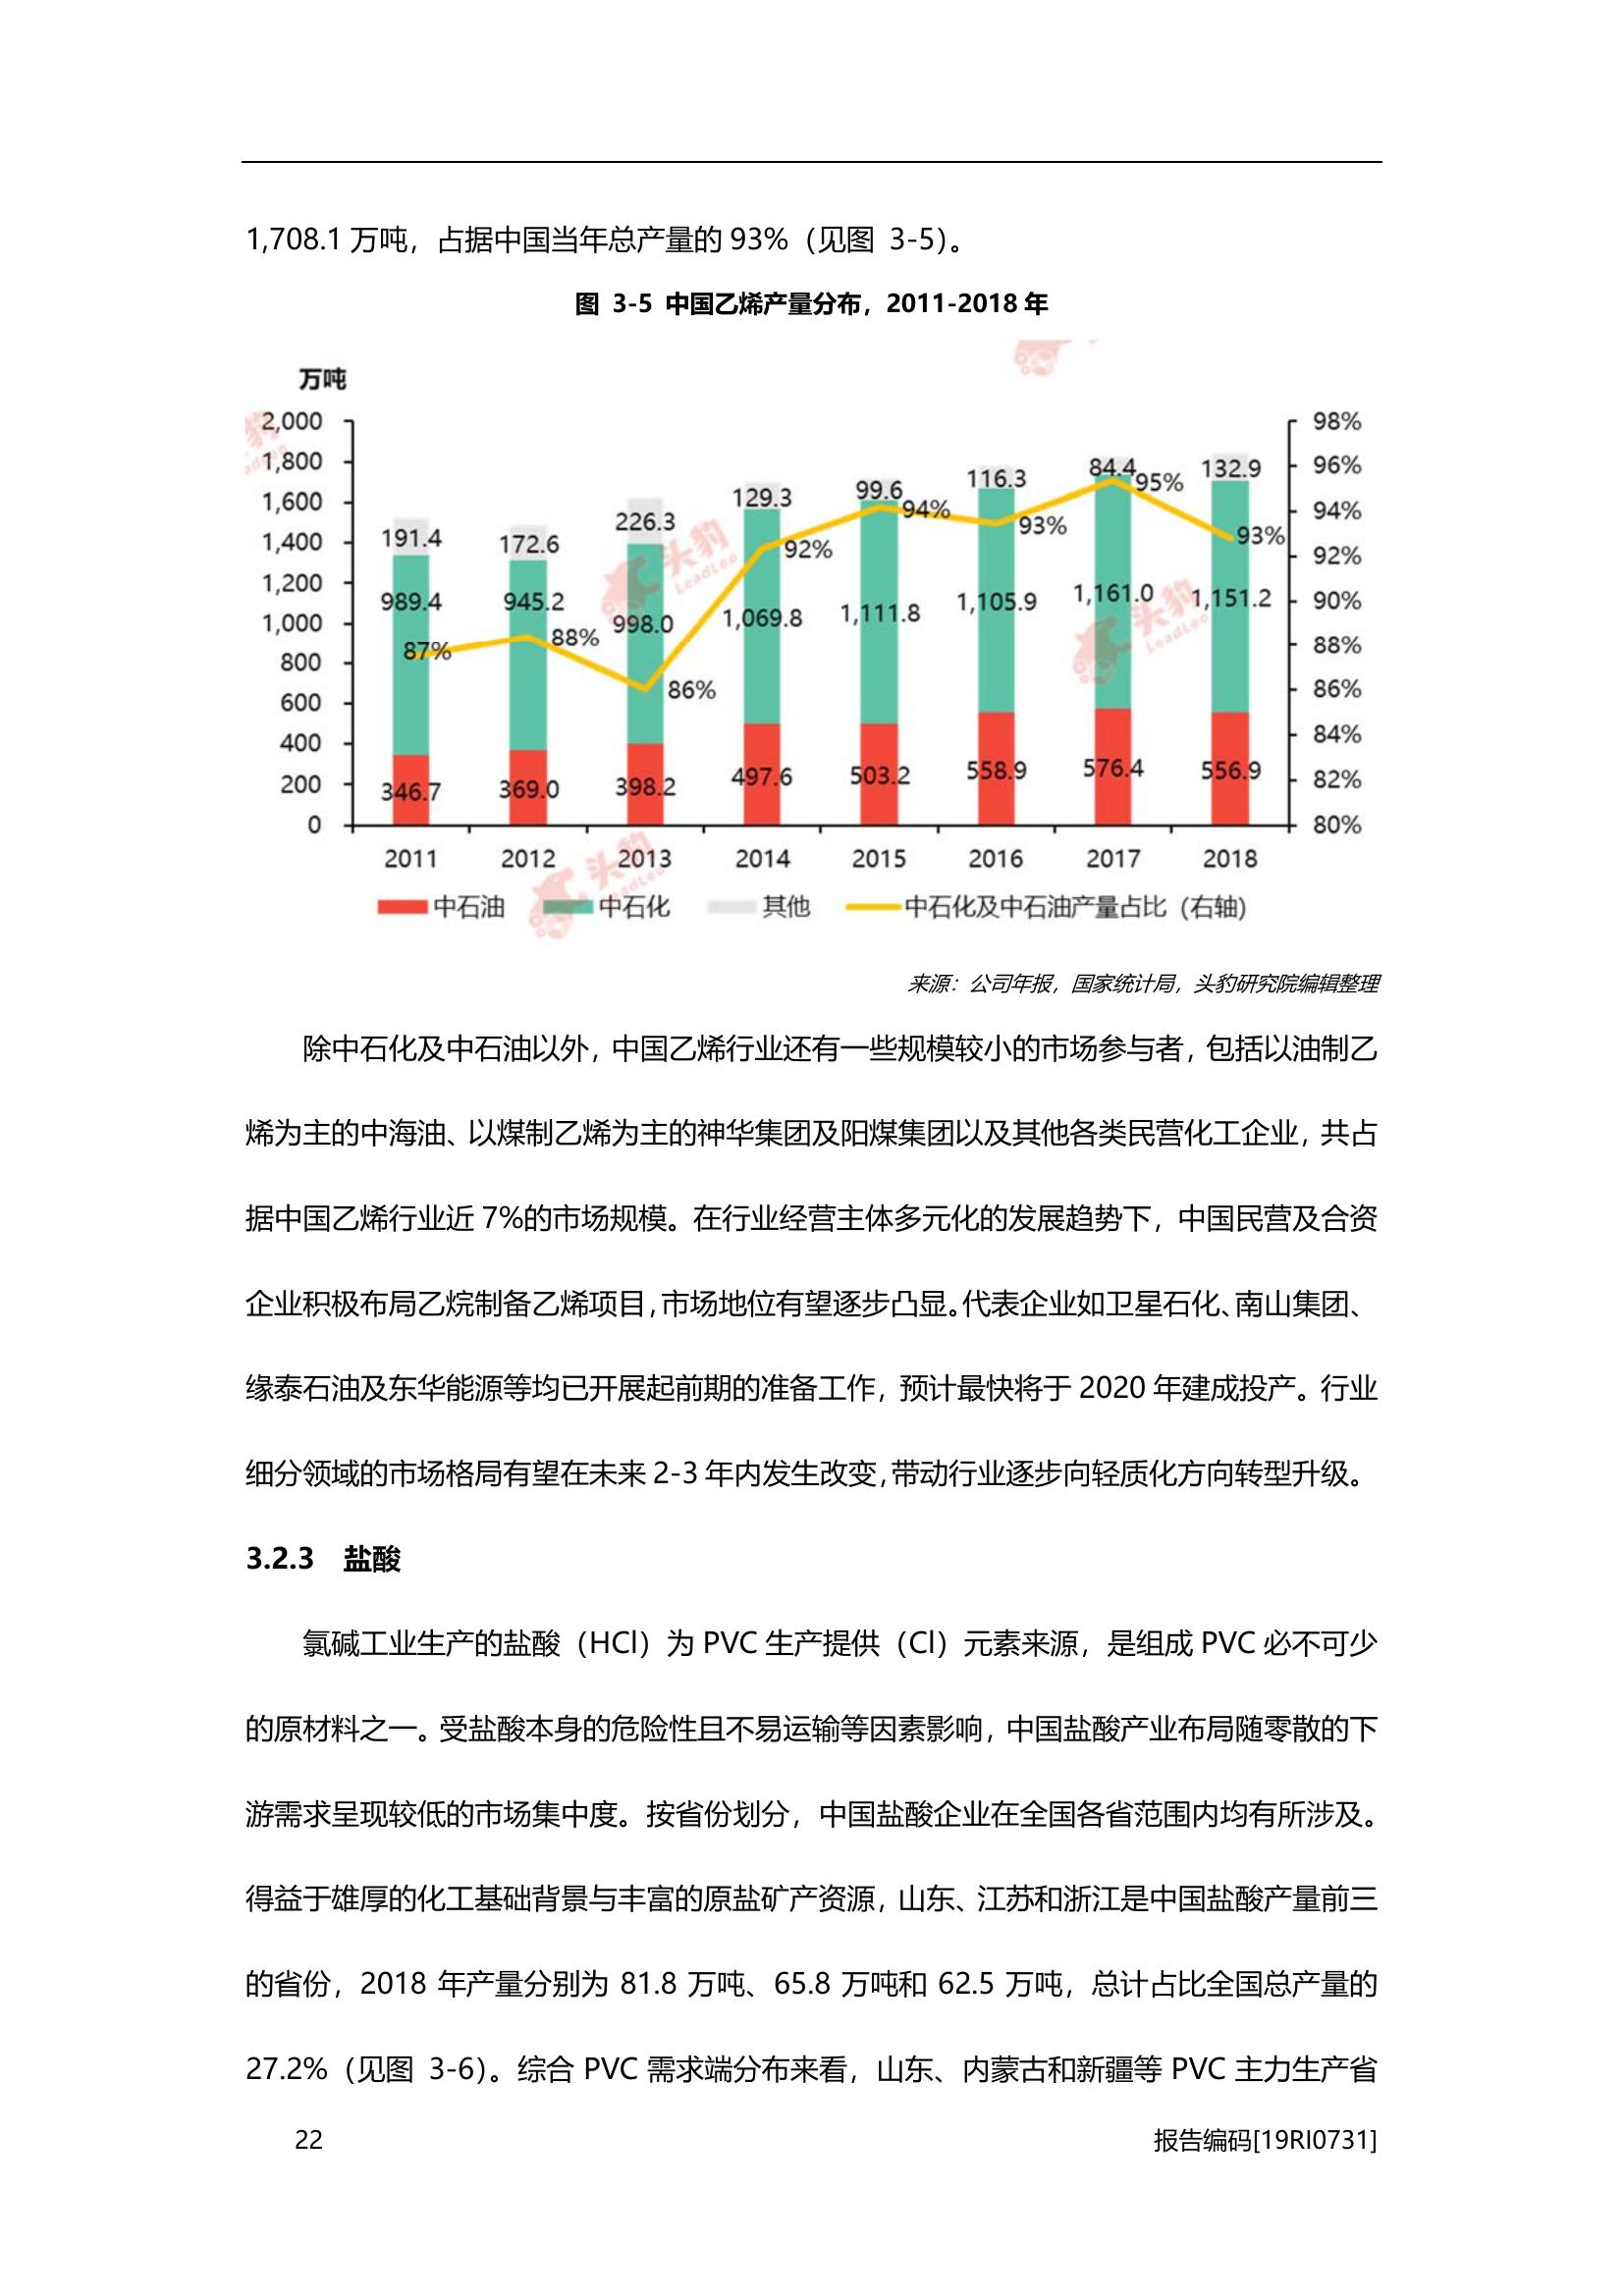 1,708.1 万吨，占据中国当年总产量的 93%（见图 3-5）。
图 3-5 中国乙烯产量分布，2011-2018 年
万吨
2,000 98%
1,800 96%
1,600 94%
1,400 92%
1,200 90%
1,000 88%
800 86%
600 84%
400 82%
200 80%
0
191.4 172.6 226.3 129.3 99.6 116.3 84.4 132.9
87% 88% 86% 92% 94% 93% 95% 93%
989.4 945.2 998.0 1,069.8 1,111.8 1,105.9 1,161.0 1,151.2
346.7 369.0 398.2 497.6 503.2 558.9 576.4 556.9
2011 2012 2013 2014 2015 2016 2017 2018
中石油 中石化 其他 中石化及中石油产量占比（右轴)
头豹
LeadLeo
头豹
LeadLeo
头豹
LeadLeo
来源：公司年报，国家统计局，头豹研究院编辑整理
除中石化及中石油以外，中国乙烯行业还有一些规模较小的市场参与者，包括以油制乙
烯为主的中海油、以煤制乙烯为主的神华集团及阳煤集团以及其他各类民营化工企业，共占
据中国乙烯行业近 7%的市场规模。在行业经营主体多元化的发展趋势下，中国民营及合资
企业积极布局乙烷制备乙烯项目，市场地位有望逐步凸显。代表企业如卫星石化、南山集团、
缘泰石油及东华能源等均已开展起前期的准备工作，预计最快将于 2020 年建成投产。行业
细分领域的市场格局有望在未来 2-3 年内发生改变，带动行业逐步向轻质化方向转型升级。
3.2.3 盐酸
氯碱工业生产的盐酸（HCl）为 PVC 生产提供（Cl）元素来源，是组成 PVC 必不可少
的原材料之一。受盐酸本身的危险性且不易运输等因素影响，中国盐酸产业布局随零散的下
游需求呈现较低的市场集中度。按省份划分，中国盐酸企业在全国各省范围内均有所涉及。
得益于雄厚的化工基础背景与丰富的原盐矿产资源，山东、江苏和浙江是中国盐酸产量前三
的省份，2018 年产量分别为 81.8 万吨、65.8 万吨和 62.5 万吨，总计占比全国总产量的
27.2%（见图 3-6）。综合 PVC 需求端分布来看，山东、内蒙古和新疆等 PVC 主力生产省
22 报告编码[19RI0731]